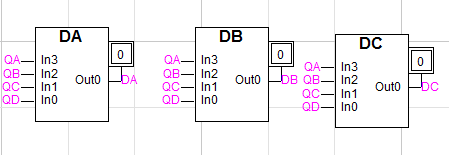 DA
0
QA In3
QB In2
QC In1 Out0 DA
QD In0
DB
0
QA In3
QB In2
QC In1 Out0 DB
QD In0
DC
0
QA In3
QB In2
QC In1 Out0 DC
QD In0